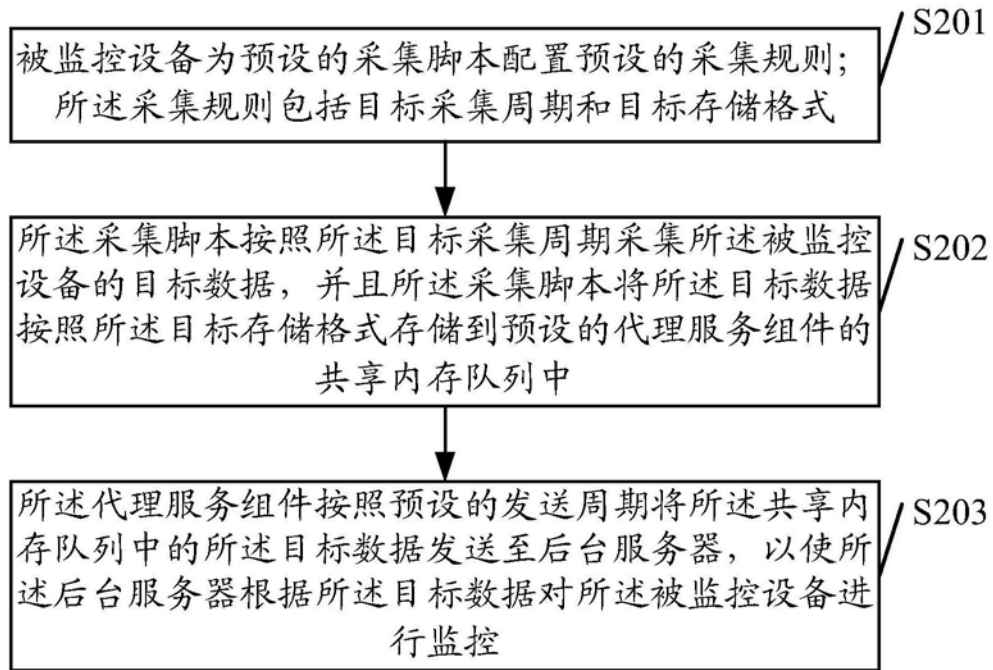 S201
被监控设备为预设的采集脚本配置预设的采集规则；
所述采集规则包括目标采集周期和目标存储格式
S202
所述采集脚本按照所述目标采集周期采集所述被监控
设备的目标数据，并且所述采集脚本将所述目标数据
按照所述目标存储格式存储到预设的代理服务组件的
共享内存队列中
S203
所述代理服务组件按照预设的发送周期将所述共享内
存队列中的所述目标数据发送至后台服务器，以使所
述后台服务器根据所述目标数据对所述被监控设备进
行监控